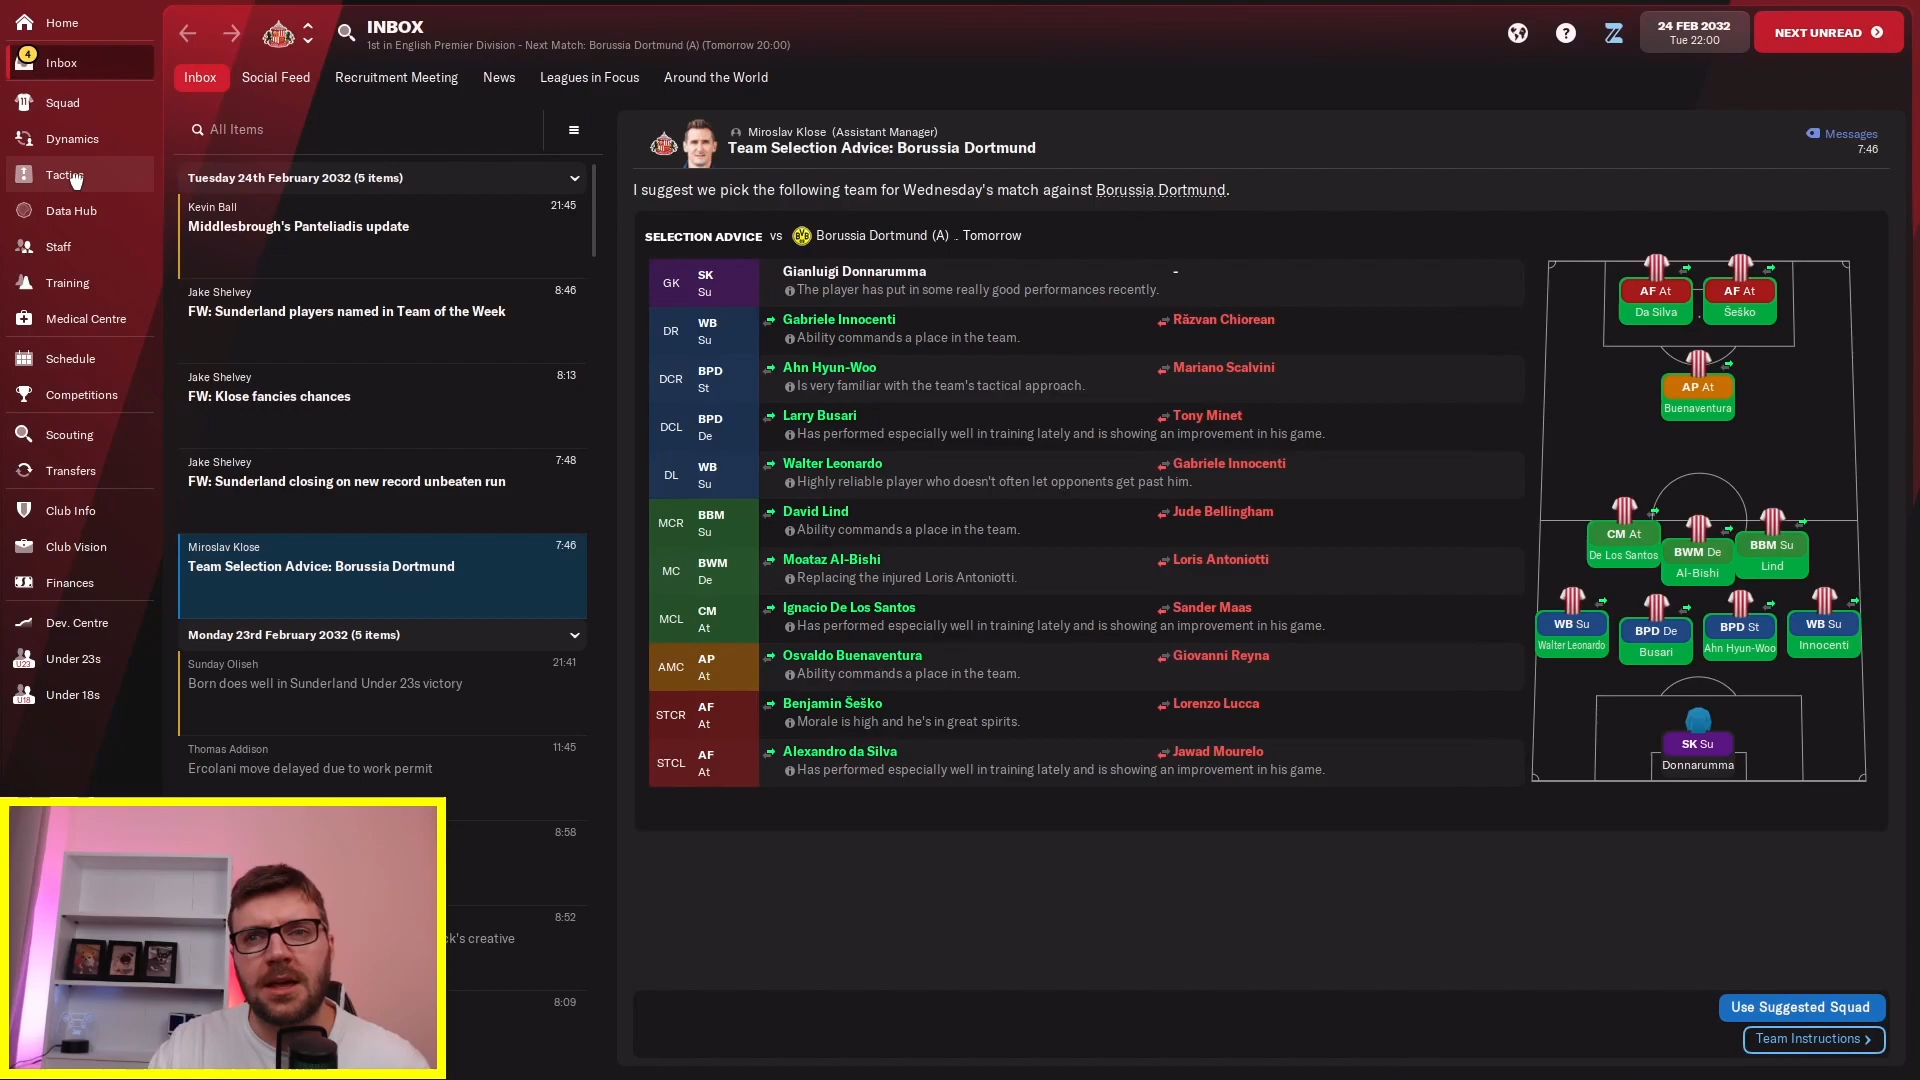 Home
4
Inbox
Squad
Dynamics
Data Hub
Staff
Training
Medical Centre
Schedule
Competitions
Scouting
Transfers
Club Info
Club Vision
Finances
Dev. Centre
U23
Under 23s
U18
Under 18s
INBOX
1st in English Premier Division - Next Match: Borussia Dortmund (A) (Tomorrow 20:00)
24 FEB 2032
Tue 22:00
NEXT UNREAD
Inbox
Social Feed
Recruitment Meeting
News
Leagues in Focus
Around the World
All Items
Tuesday 24th February 2032 (5 items)
Kevin Ball 21:45
Middlesbrough's Panteliadis update
Jake Shelvey 8:46
FW: Sunderland players named in Team of the Week
Jake Shelvey 8:13
FW: Klose fancies chances
Jake Shelvey 7:48
FW: Sunderland closing on new record unbeaten run
Miroslav Klose 7:46
Team Selection Advice: Borussia Dortmund
Monday 23rd February 2032 (5 items)
Sunday Oliseh 21:41
Born does well in Sunderland Under 23s victory
Thomas Addison 11:45
Ercolani move delayed due to work permit
8:58
8:52
k's creative
8:09
Miroslav Klose (Assistant Manager)
Team Selection Advice: Borussia Dortmund
Messages
7:46
I suggest we pick the following team for Wednesday's match against Borussia Dortmund.
SELECTION ADVICE vs Borussia Dortmund (A) .. Tomorrow
GK SK Su Gianluigi Donnarumma -
The player has put in some really good performances recently.
DR WB Su Gabriele Innocenti Răzvan Chiorean
Ability commands a place in the team.
DCR BPD St Ahn Hyun-Woo Mariano Scalvini
Is very familiar with the team's tactical approach.
DCL BPD De Larry Busari Tony Minet
Has performed especially well in training lately and is showing an improvement in his game.
DL WB Su Walter Leonardo Gabriele Innocenti
Highly reliable player who doesn't often let opponents get past him.
MCR BBM Su David Lind Jude Bellingham
Ability commands a place in the team.
MC BWM De Moataz Al-Bishi Loris Antoniotti
Replacing the injured Loris Antoniotti.
MCL CM At Ignacio De Los Santos Sander Maas
Has performed especially well in training lately and is showing an improvement in his game.
AMC AP At Osvaldo Buenaventura Giovanni Reyna
Ability commands a place in the team.
STCR AF At Benjamin Šeško Lorenzo Lucca
Morale is high and he's in great spirits.
STCL AF At Alexandro da Silva Jawad Mourelo
Has performed especially well in training lately and is showing an improvement in his game.
AF At
Da Silva
AF At
Šeško
AP At
Buenaventura
CM At
De Los Santos
BWM De
Al-Bishi
BBM Su
Lind
WB Su
Walter Leonardo
BPD De
Busari
BPD St
Ahn Hyun-Woo
WB Su
Innocenti
SK Su
Donnarumma
Use Suggested Squad
Team Instructions